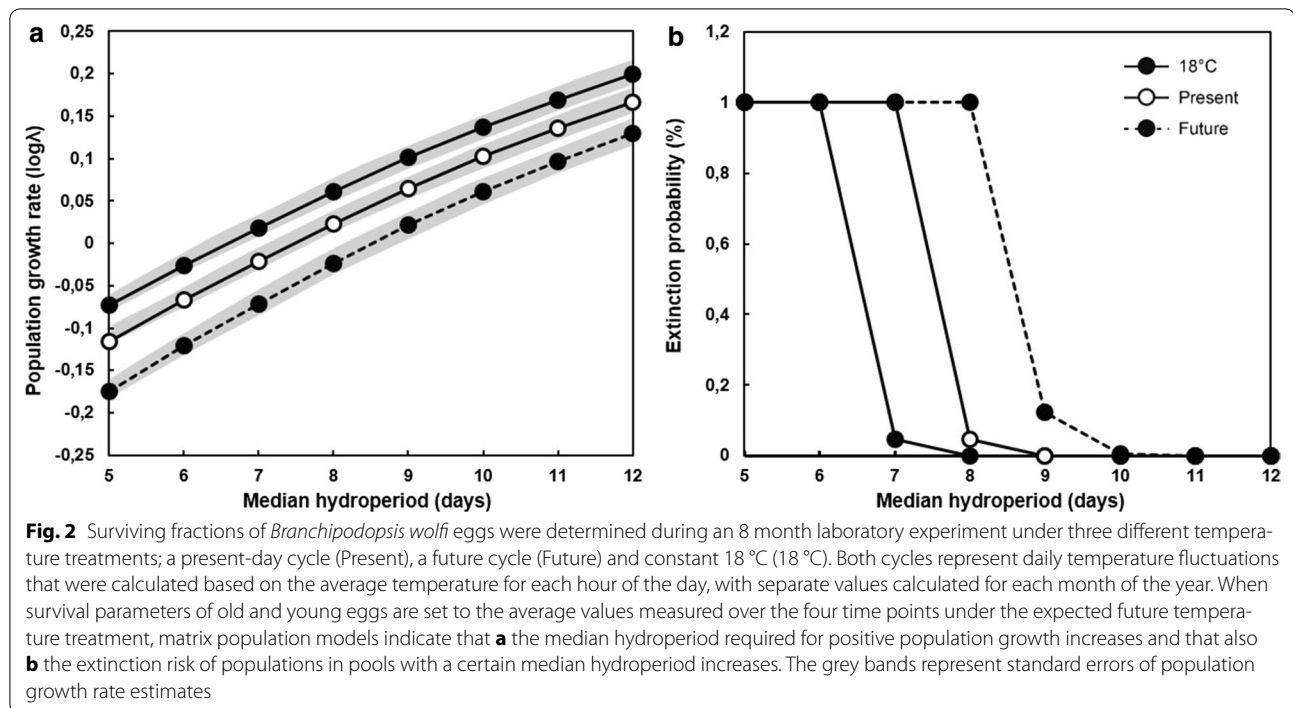 a
0,25
0,2
0,15
0,1
0,05
0
-0,05
-0,1
-0,15
-0,2
-0,25
Population growth rate (logλ)
5 6 7 8 9 10 11 12
Median hydroperiod (days)
b
1,2
1
0,8
0,6
0,4
0,2
0
Extinction probability (%)
18°C
Present
Future
5 6 7 8 9 10 11 12
Median hydroperiod (days)
Fig. 2 Surviving fractions of Branchipodopsis wolfi eggs were determined during an 8 month laboratory experiment under three different tempera-
ture treatments; a present-day cycle (Present), a future cycle (Future) and constant 18 °C (18 °C). Both cycles represent daily temperature fluctuations
that were calculated based on the average temperature for each hour of the day, with separate values calculated for each month of the year. When
survival parameters of old and young eggs are set to the average values measured over the four time points under the expected future tempera-
ture treatment, matrix population models indicate that a the median hydroperiod required for positive population growth increases and that also
b the extinction risk of populations in pools with a certain median hydroperiod increases. The grey bands represent standard errors of population
growth rate estimates